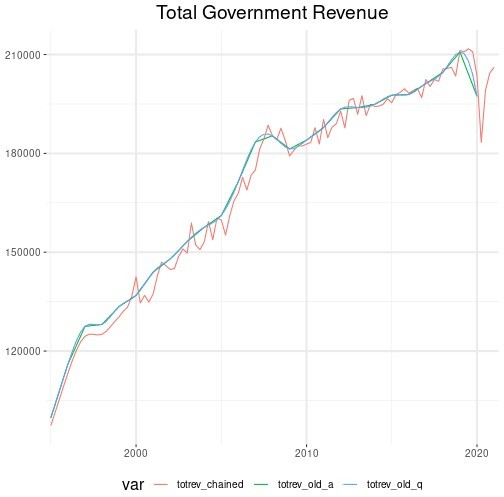 Total Government Revenue
210000
180000
150000
120000
2000 2010 2020
var totrev_chained totrev_old_a totrev_old_q